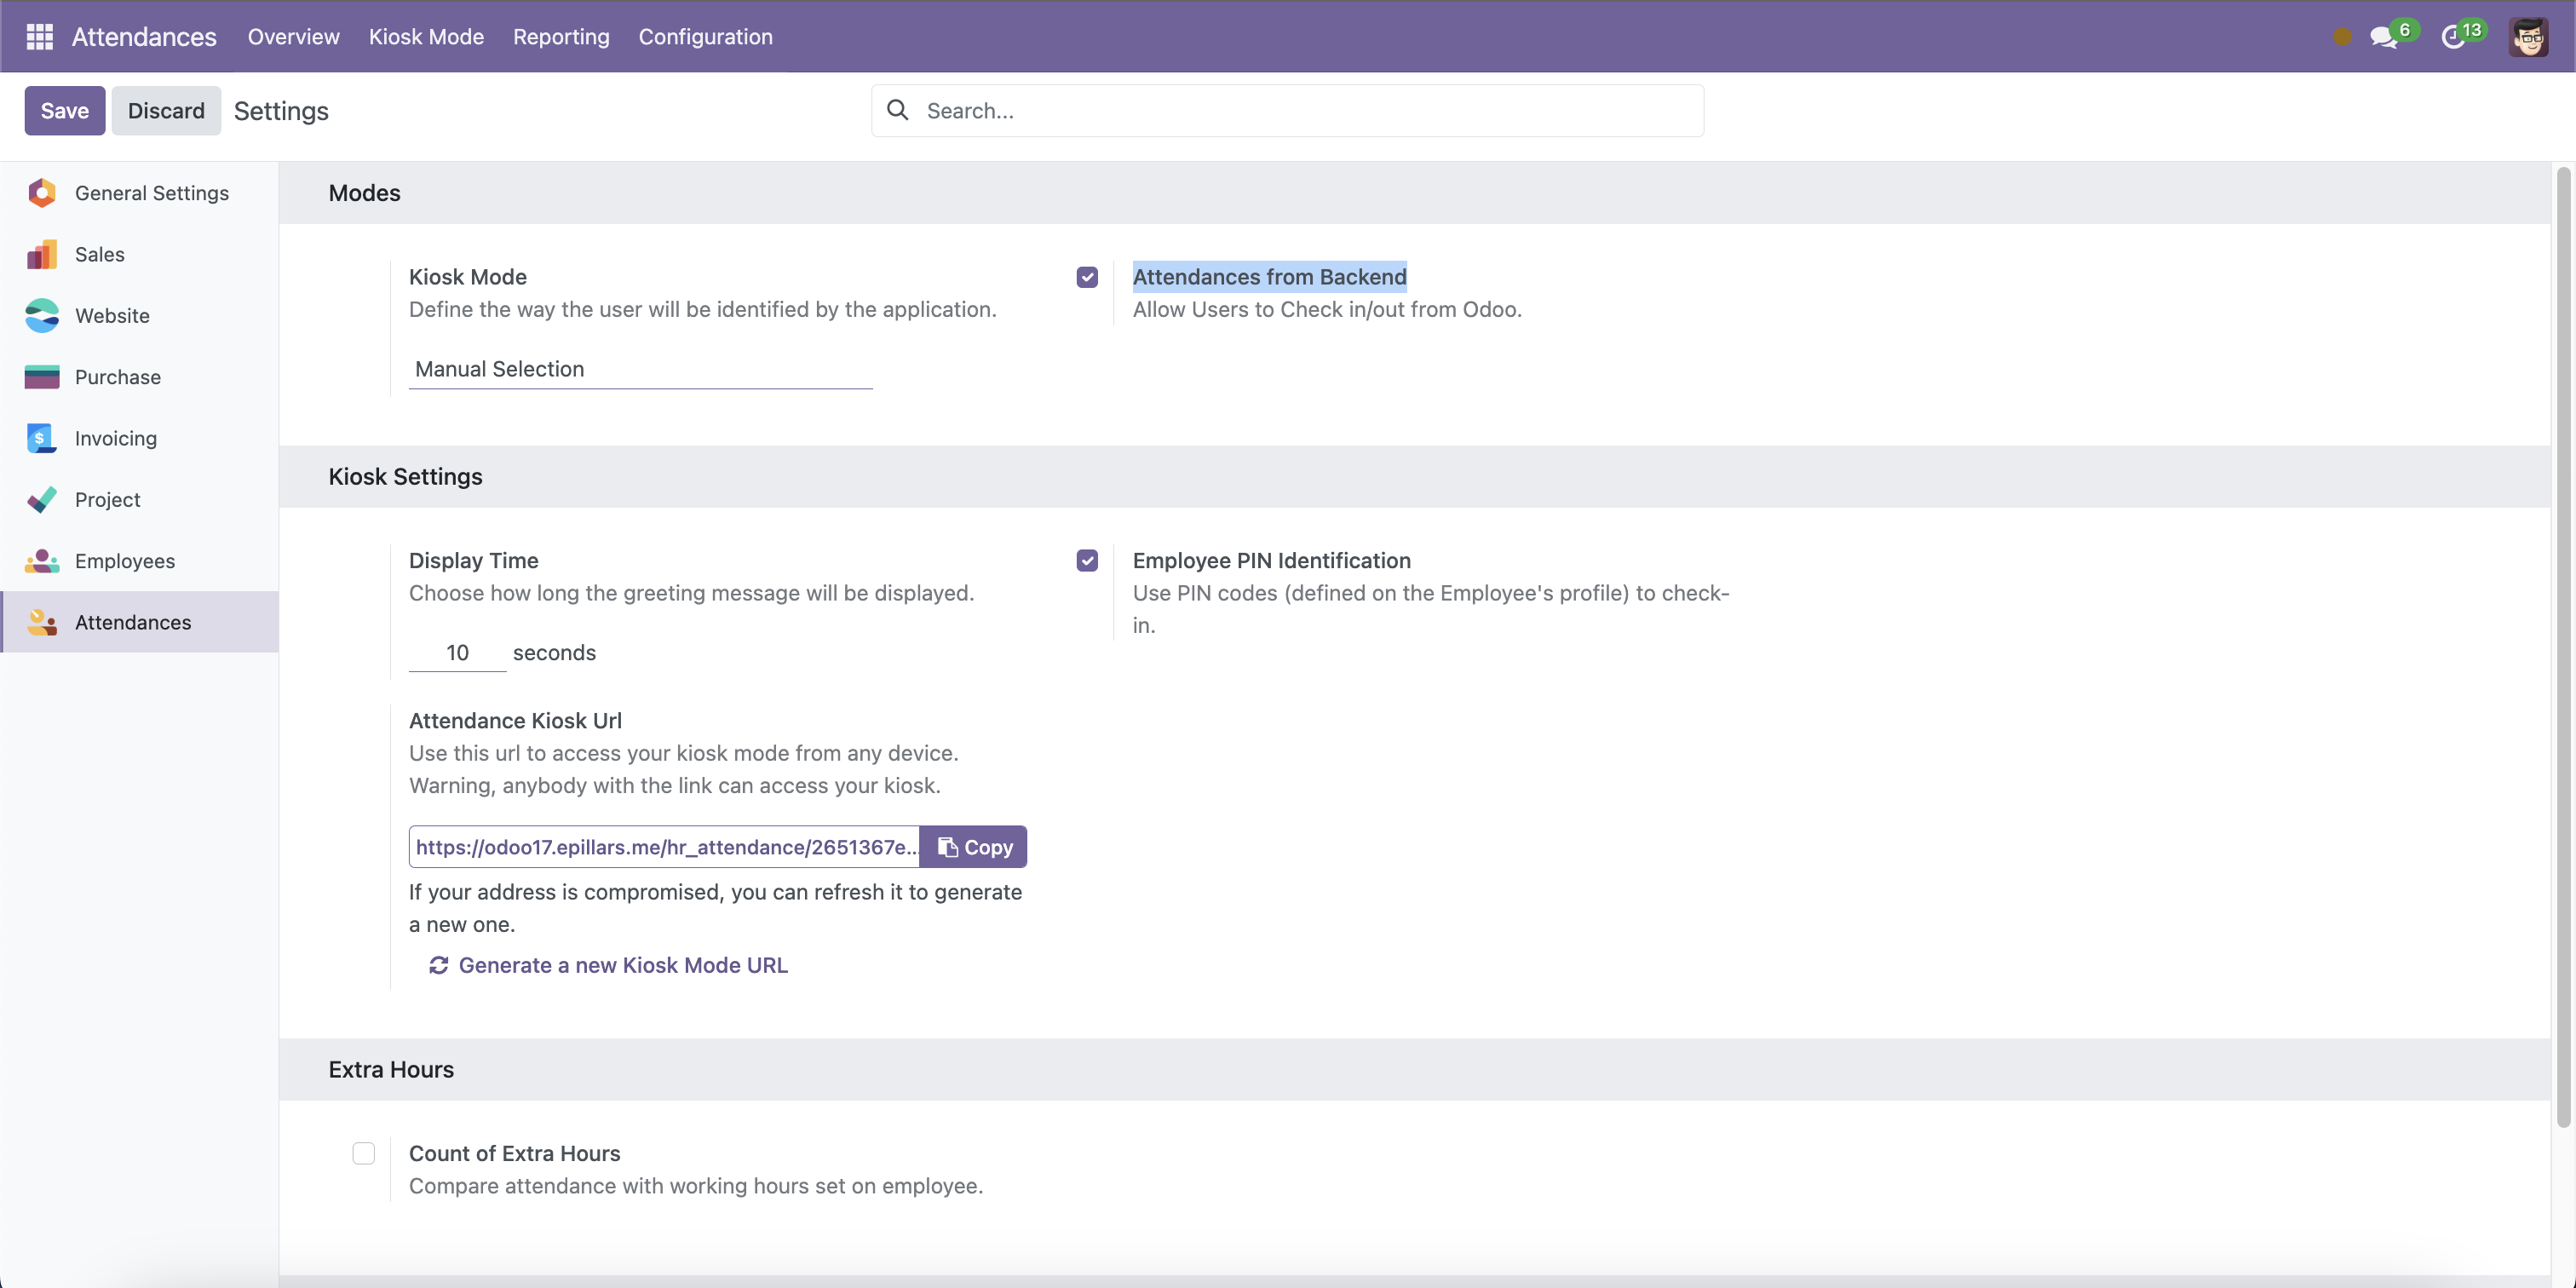 Attendances Overview Kiosk Mode Reporting Configuration 6 13
Save Discard Settings Search...
General Settings
Sales
Website
Purchase
Invoicing
$
Project
Employees
Attendances
Modes
Kiosk Mode
Define the way the user will be identified by the application.
Manual Selection
Attendances from Backend
Allow Users to Check in/out from Odoo.
Kiosk Settings
Display Time
Choose how long the greeting message will be displayed.
10 seconds
Employee PIN Identification
Use PIN codes (defined on the Employee's profile) to check-
in.
Attendance Kiosk Url
Use this url to access your kiosk mode from any device.
Warning, anybody with the link can access your kiosk.
https://odoo17.epillars.me/hr_attendance/2651367e... Copy
If your address is compromised, you can refresh it to generate
a new one.
Generate a new Kiosk Mode URL
Extra Hours
Count of Extra Hours
Compare attendance with working hours set on employee.